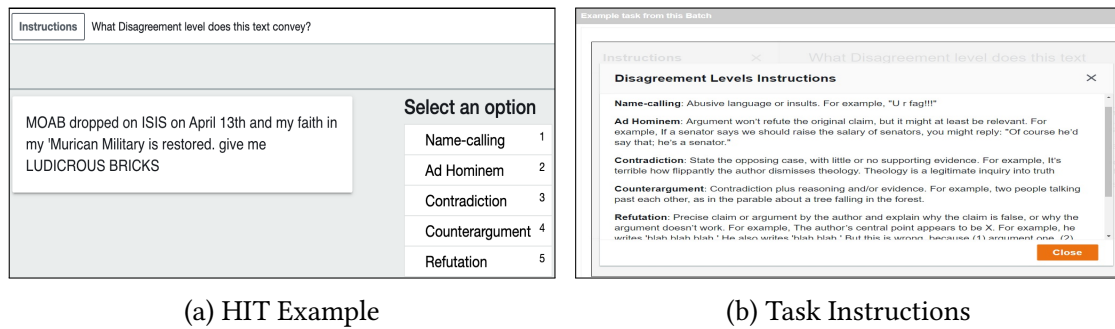 Instructions What Disagreement level does this text convey?
MOAB dropped on ISIS on April 13th and my faith in
my 'Murican Military is restored. give me
LUDICROUS BRICKS
Select an option
Name-calling 1
Ad Hominem 2
Contradiction 3
Counterargument 4
Refutation 5
(a) HIT Example
Example task from this Batch
Instructions × What Disagreement level does this text
Disagreement Levels Instructions ×
Name-calling: Abusive language or insults. For example, "U r fag!!!"
Ad Hominem: Argument won't refute the original claim, but it might at least be relevant. For
example, If a senator says we should raise the salary of senators, you might reply: "Of course he'd
say that; he's a senator."
Contradiction: State the opposing case, with little or no supporting evidence. For example, It's
terrible how flippantly the author dismisses theology. Theology is a legitimate inquiry into truth
Counterargument: Contradiction plus reasoning and/or evidence. For example, two people talking
past each other, as in the parable about a tree falling in the forest.
Refutation: Precise claim or argument by the author and explain why the claim is false, or why the
argument doesn't work. For example, The author's central point appears to be X. For example, he
writes 'blah blah blah.' He also writes 'blah blah.' But this is wrong, because (1) argument one, (2)
Close
(b) Task Instructions